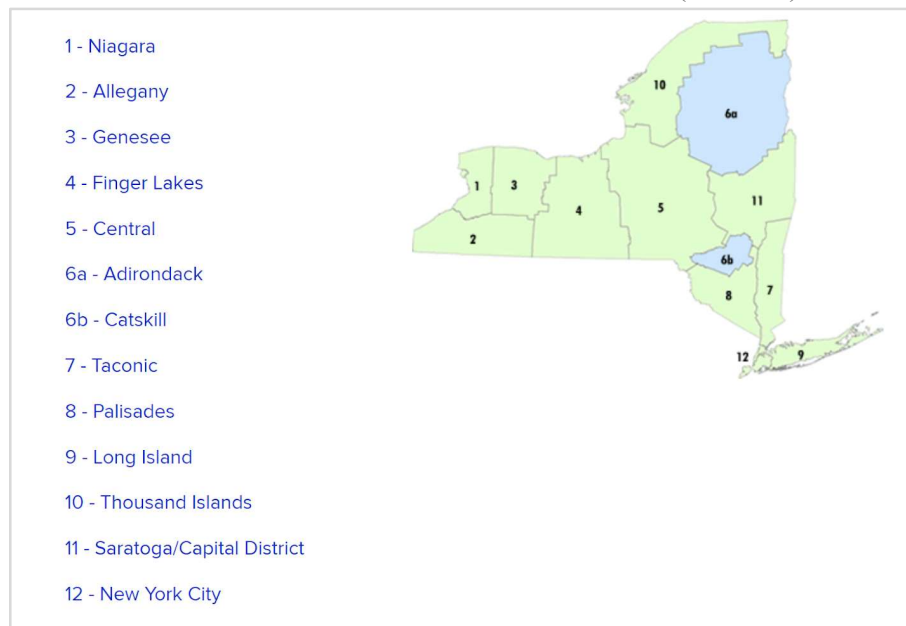 1 - Niagara
2 - Allegany
3 - Genesee
4 - Finger Lakes
5 - Central
6a - Adirondack
6b - Catskill
7 - Taconic
8 - Palisades
9 - Long Island
10 - Thousand Islands
11 - Saratoga/Capital District
12 - New York City
10
6a
1
3
4
5
11
2
6b
8
7
12
9